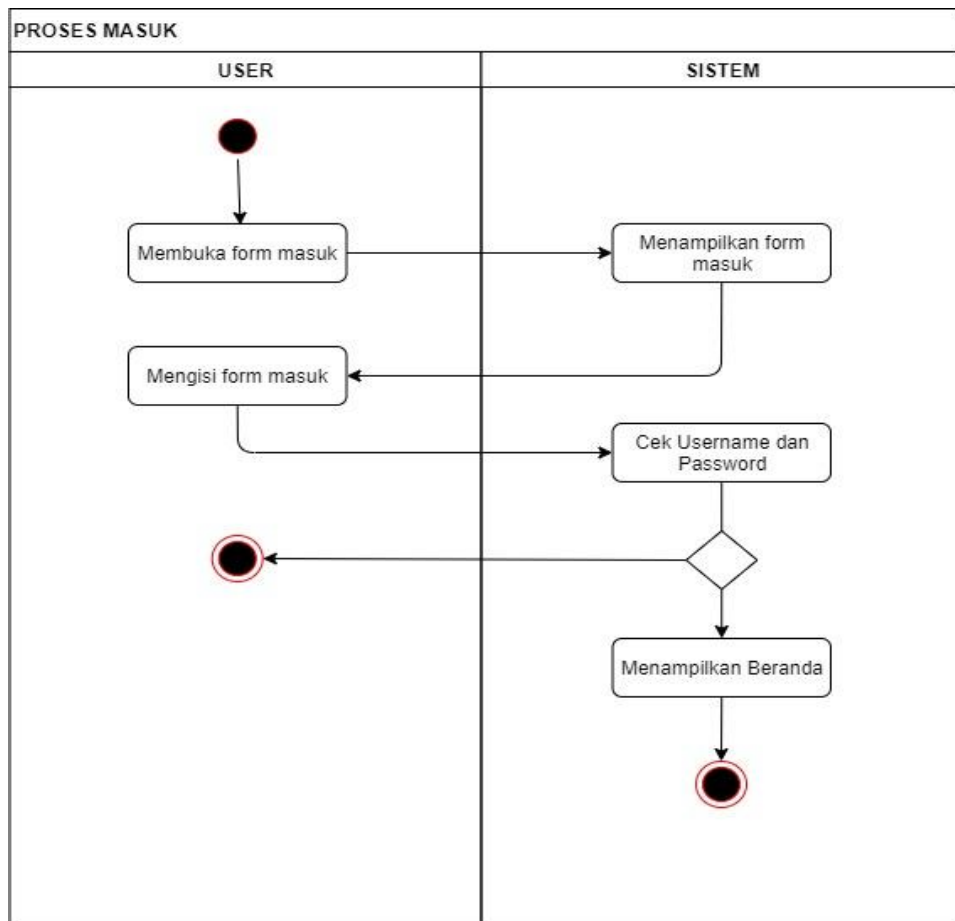 PROSES MASUK
USER
SISTEM
Membuka form masuk
Menampilkan form
masuk
Mengisi form masuk
Cek Username dan
Password
Menampilkan Beranda